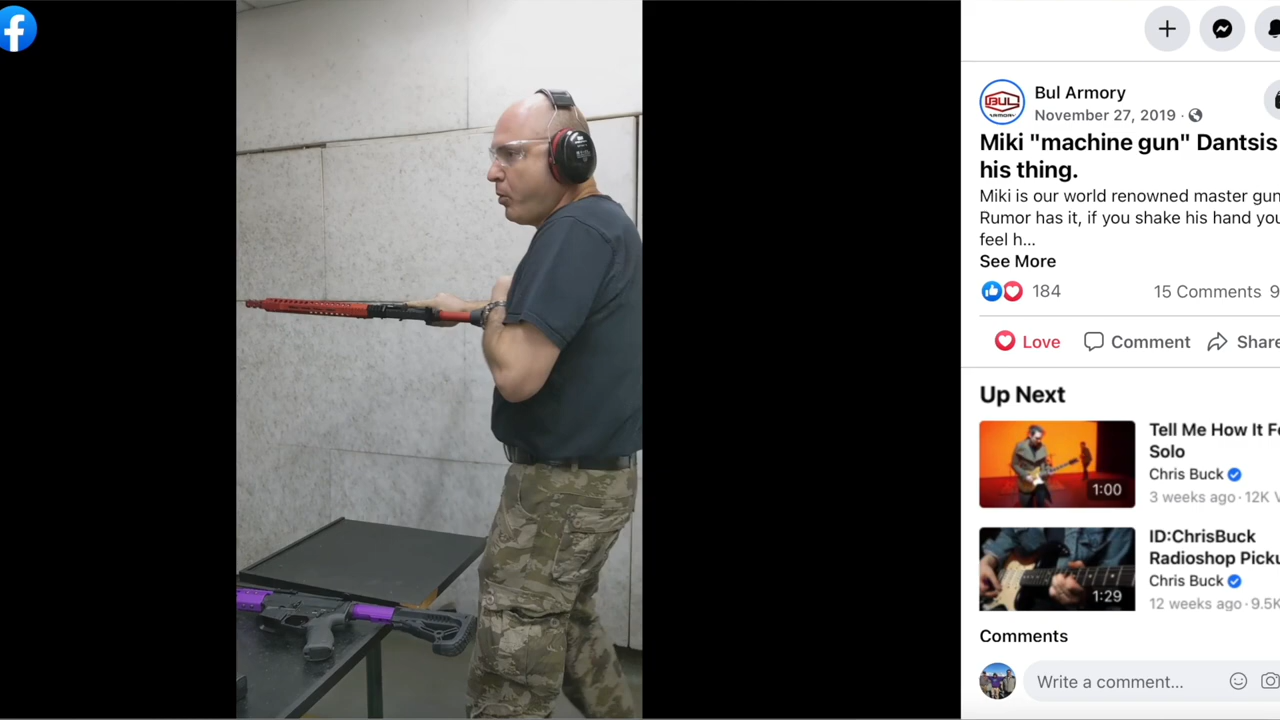 Bul Armory
November 27, 2019
Miki "machine gun" Dantsis
his thing.
Miki is our world renowned master gun
Rumor has it, if you shake his hand you
feel h...
See More
184
15 Comments 9
Love
Comment
Share
Up Next
Tell Me How It Fe
Solo
Chris Buck
3 weeks ago · 12K V
1:00
ID:ChrisBuck
Radioshop Picku
Chris Buck
12 weeks ago · 9.5K
1:29
Comments
Write a comment...
BUL
ARMORY